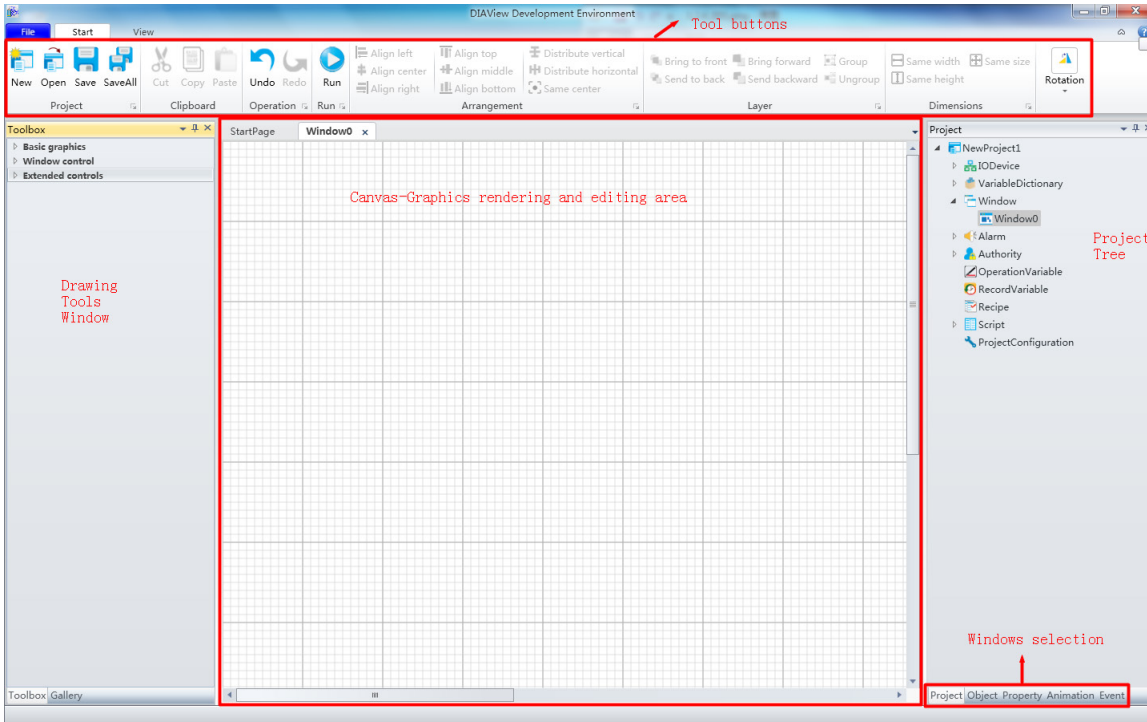 DIAView Development Environment
File Start View
Tool buttons
New Open Save SaveAll Cut Copy Paste Undo Redo Run
Align left Align top Distribute vertical
Align center Align middle Distribute horizontal
Align right Align bottom Same center
Bring to front Bring forward Group Same width Same size
Send to back Send backward Ungroup Same height
Rotation
Project Clipboard Operation Run Arrangement Layer Dimensions
Toolbox
Basic graphics
Window control
Extended controls
Drawing
Tools
Window
StartPage Window0 x
Canvas-Graphics rendering and editing area
Project
NewProject1
IODevice
VariableDictionary
Window
Window0
Alarm
Authority
OperationVariable
RecordVariable
Recipe
Script
ProjectConfiguration
Project
Tree
Windows selection
Toolbox Gallery
Project Object Property Animation Event